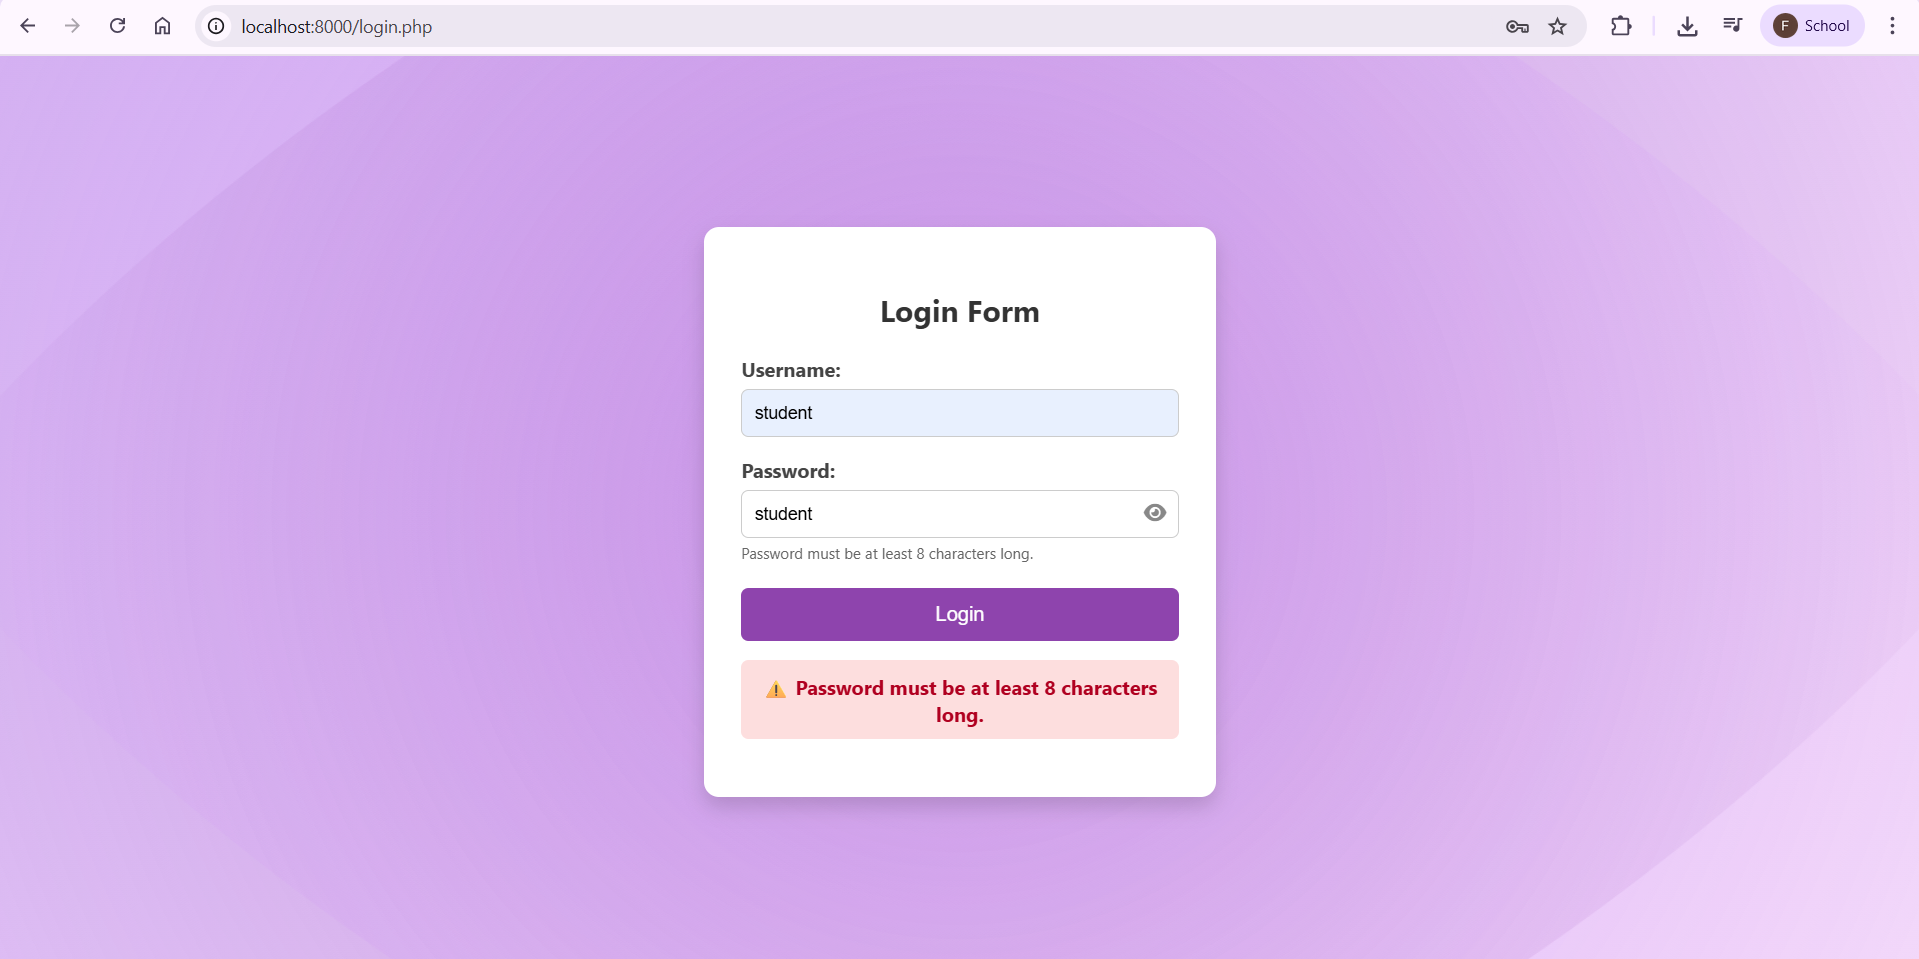 localhost:8000/login.php
F School
Login Form
Username:
student
Password:
student
Password must be at least 8 characters long.
Login
⚠️ Password must be at least 8 characters
long.